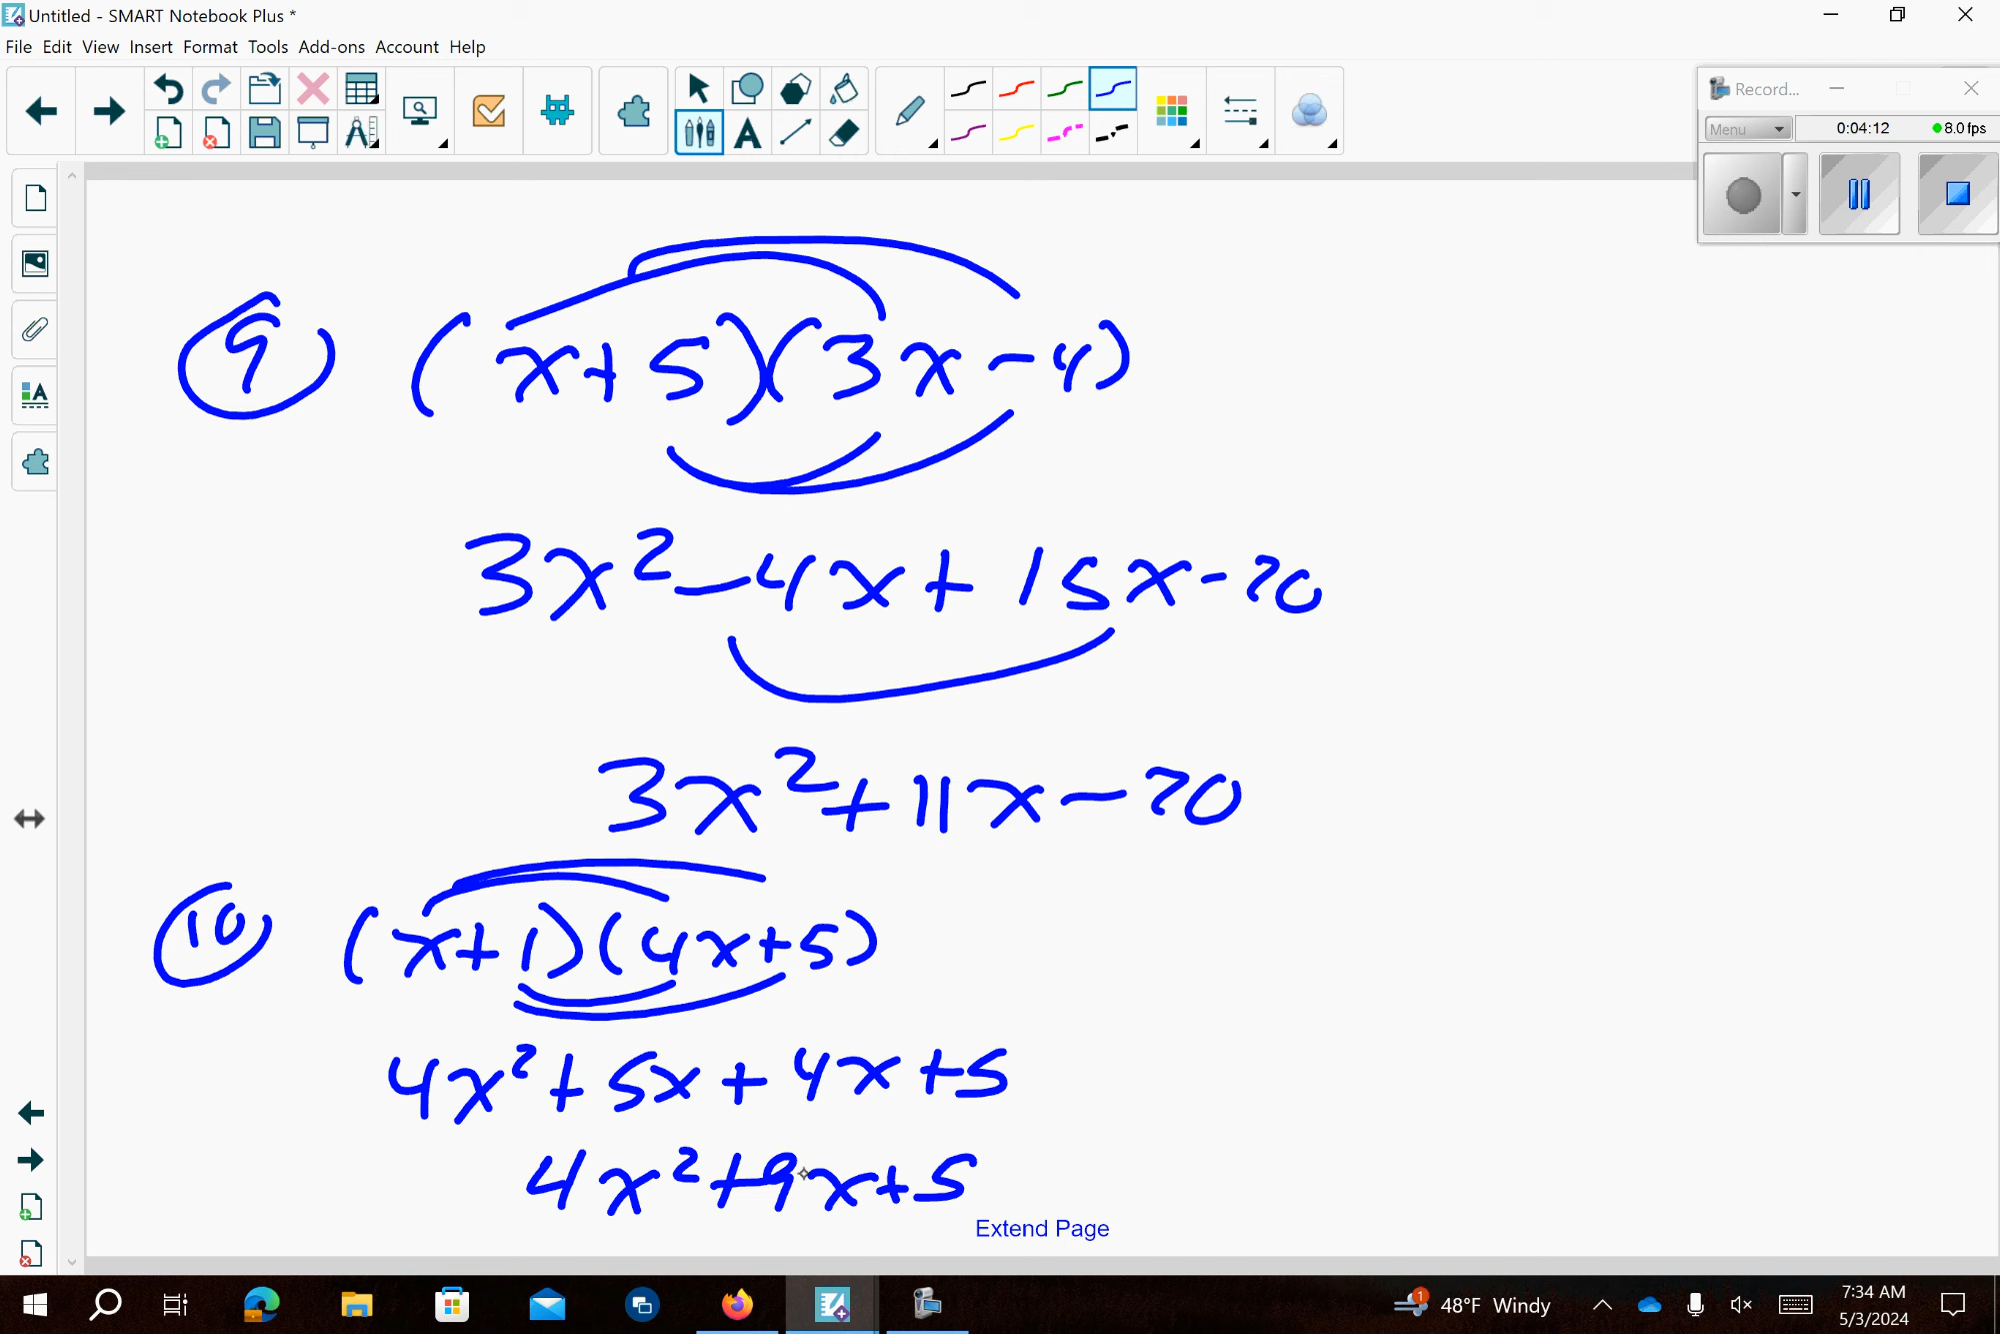 Untitled - SMART Notebook Plus *
File Edit View Insert Format Tools Add-ons Account Help
Record...
Menu 0:04:12 8.0 fps
9 (x+5)(3x-4)
3x²-4x+15x-20
3x²+11x-20
10 (x+1)(4x+5)
4x²+5x+4x+5
4x²+9x+5
Extend Page
1 48°F Windy 7:34 AM
5/3/2024